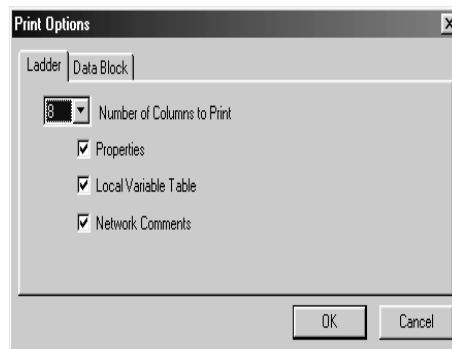 Print Options
Ladder Data Block
8 Number of Columns to Print
Properties
Local Variable Table
Network Comments
OK Cancel